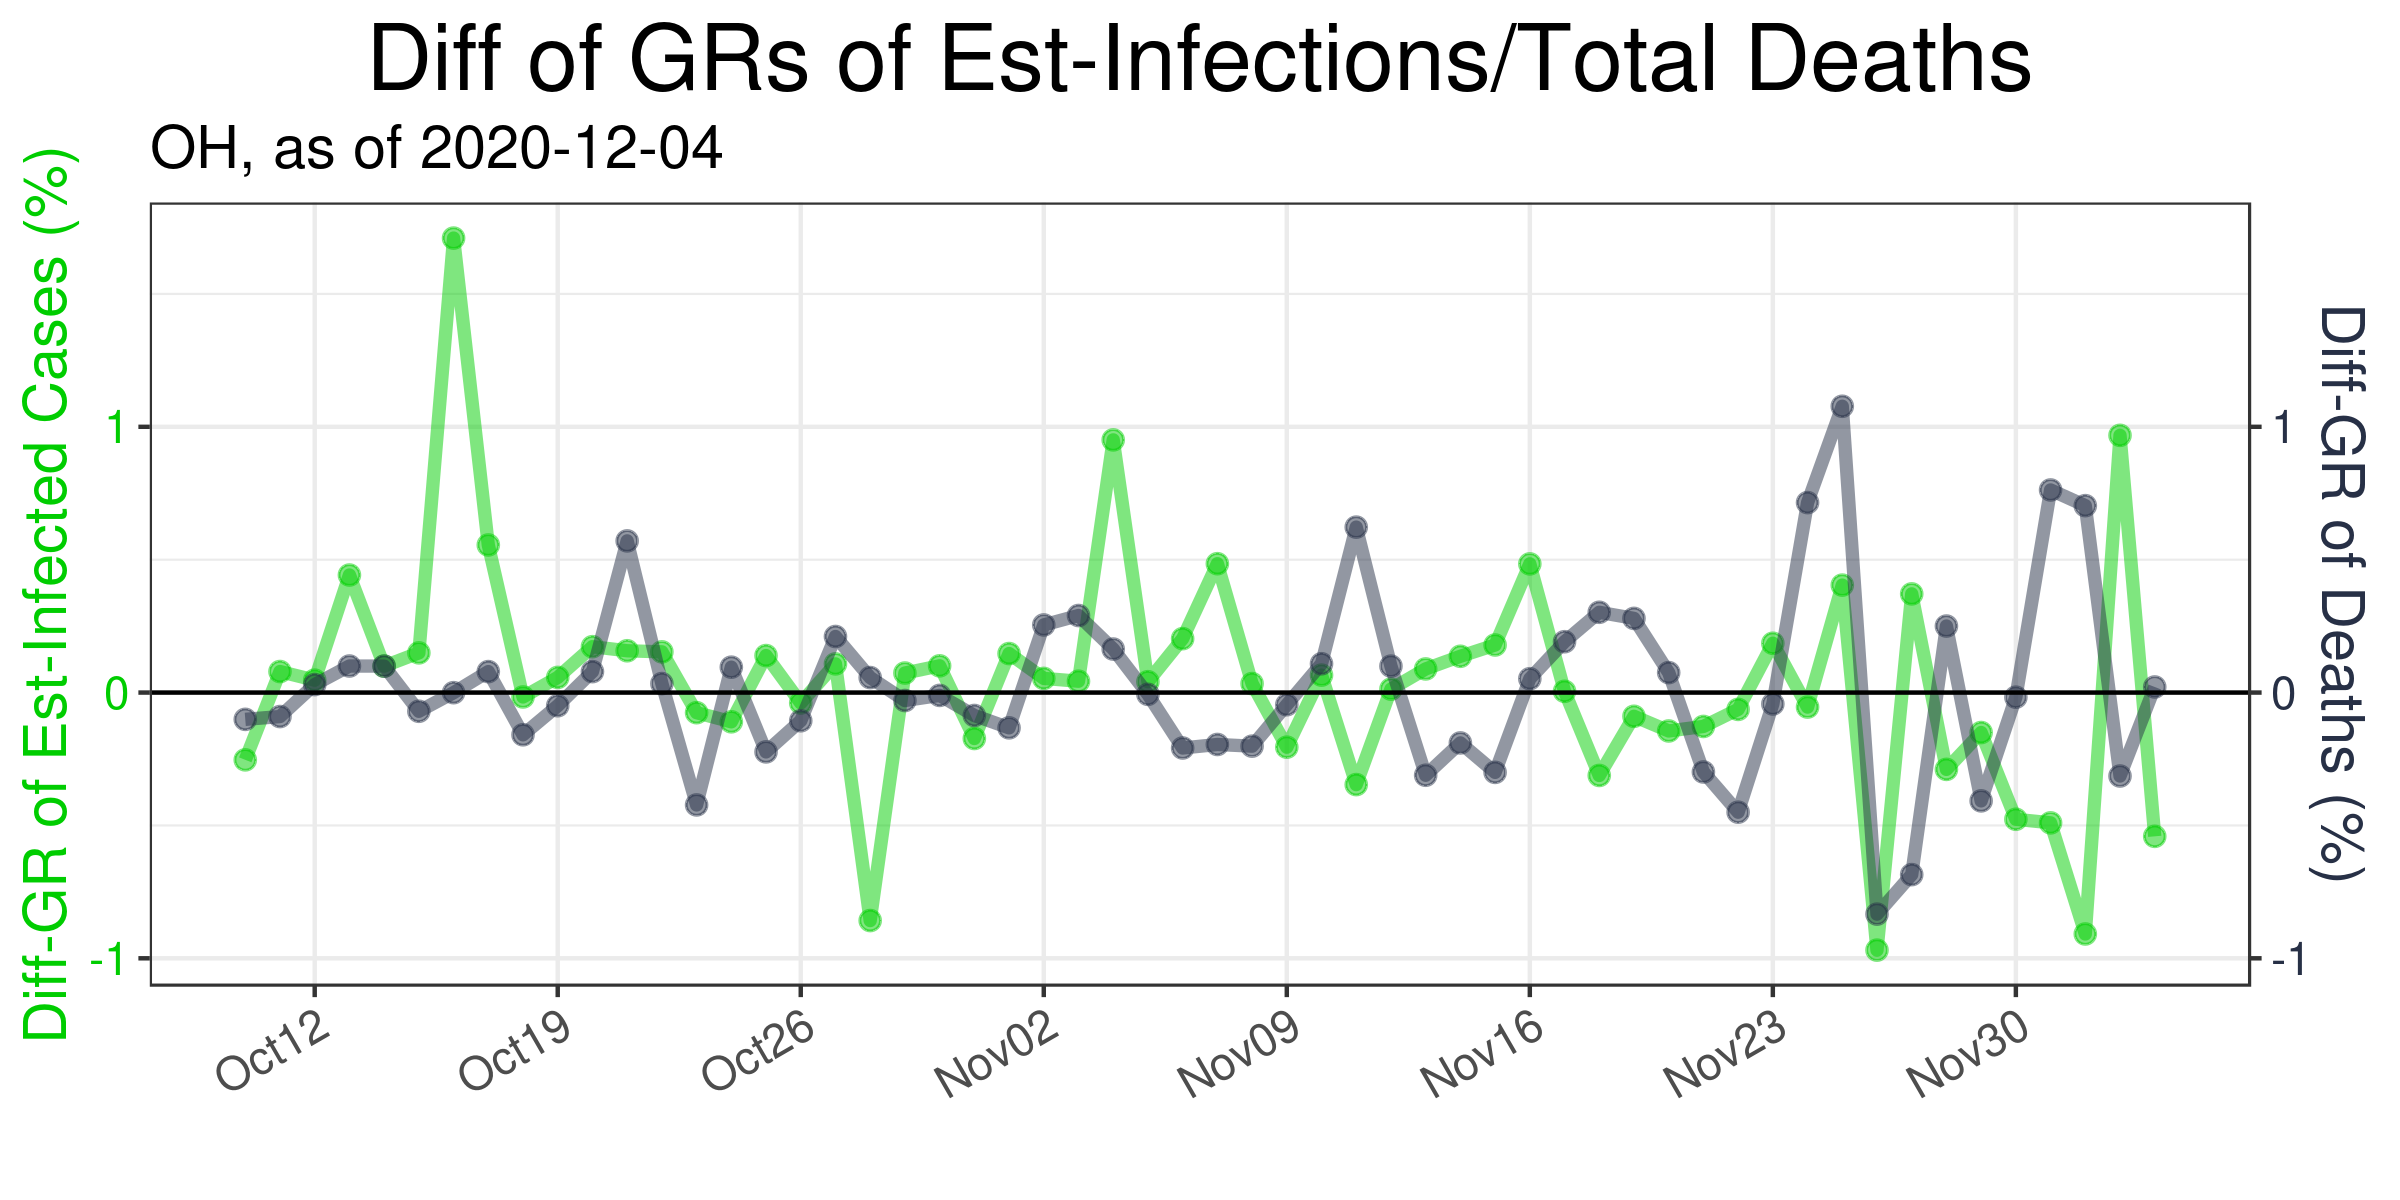 Diff of GRs of Est-Infections/Total Deaths
OH, as of 2020-12-04
Diff-GR of Est-Infected Cases (%)
1
0
-1
1
0
-1
Diff-GR of Deaths (%)
Oct12
Oct19
Oct26
Nov02
Nov09
Nov16
Nov23
Nov30